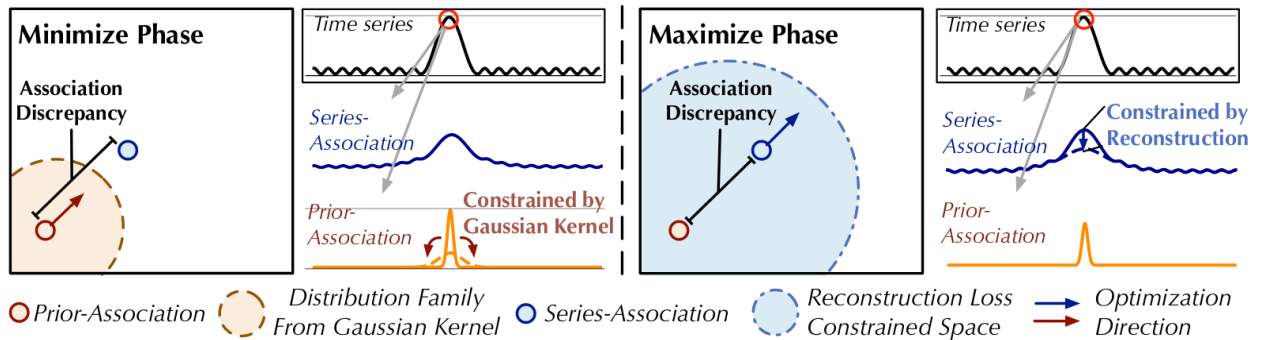 Minimize Phase
Association
Discrepancy
Time series
Series-
Association
Prior-
Association
Constrained by
Gaussian Kernel
Maximize Phase
Association
Discrepancy
Time series
Series-
Association
Constrained by
Reconstruction
Prior-
Association
Prior-Association
Distribution Family
From Gaussian Kernel
Series-Association
Reconstruction Loss
Constrained Space
Optimization
Direction